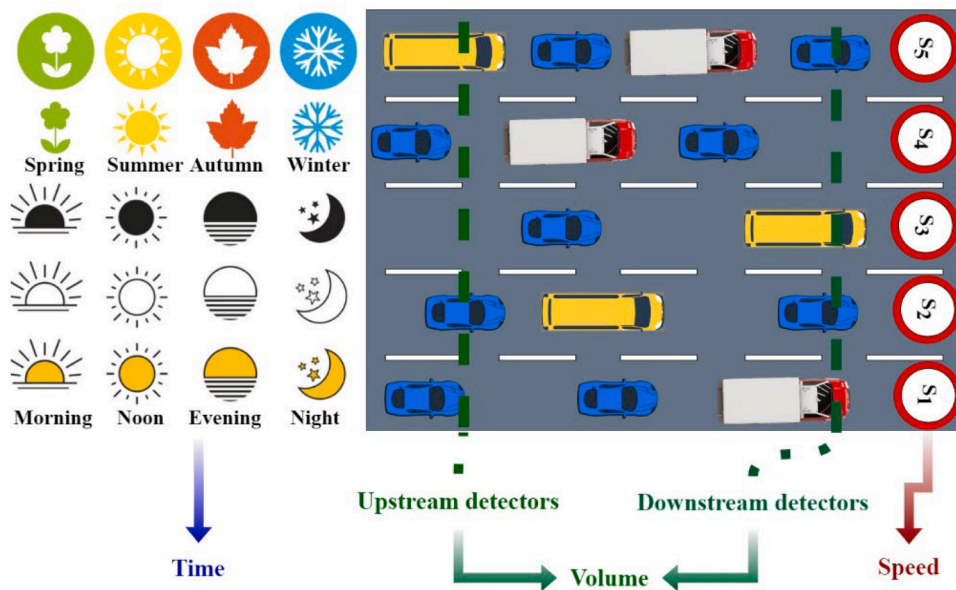 Spring Summer Autumn Winter
Morning Noon Evening Night
S5
S4
S3
S2
S1
Upstream detectors Downstream detectors
Time Volume Speed